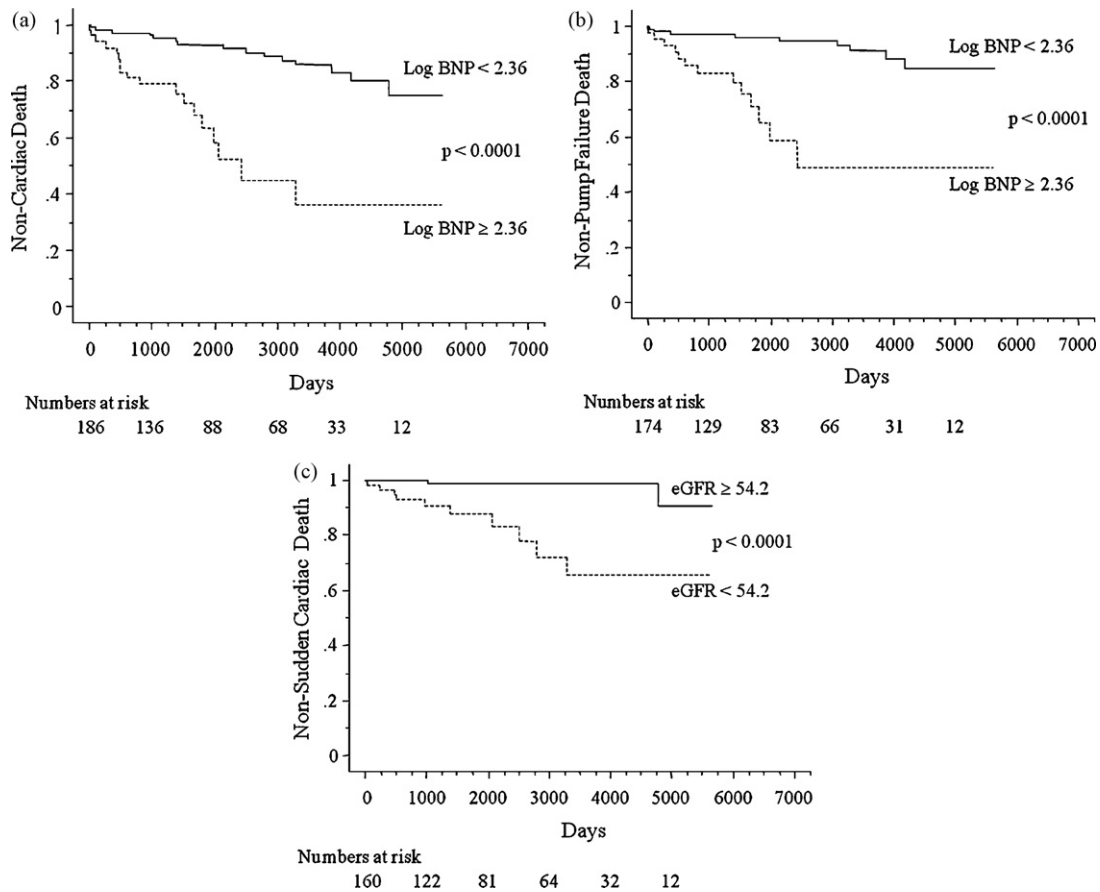 (a)
Non-Cardiac Death
1
.8
.6
.4
.2
0
Log BNP < 2.36
p < 0.0001
Log BNP ≥ 2.36
0 1000 2000 3000 4000 5000 6000 7000
Days
Numbers at risk
186 136 88 68 33 12
(b)
Non-Pump Failure Death
1
.8
.6
.4
.2
0
Log BNP < 2.36
p < 0.0001
Log BNP ≥ 2.36
0 1000 2000 3000 4000 5000 6000 7000
Days
Numbers at risk
174 129 83 66 31 12
(c)
Non-Sudden Cardiac Death
1
.8
.6
.4
.2
0
eGFR ≥ 54.2
p < 0.0001
eGFR < 54.2
0 1000 2000 3000 4000 5000 6000 7000
Days
Numbers at risk
160 122 81 64 32 12